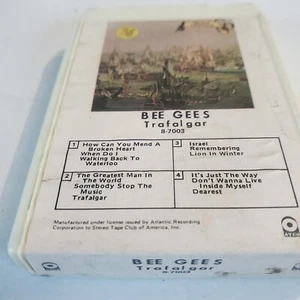 BEE GEES
Trafalgar
8-7003
1
How Can You Mend A
Broken Heart
When Do I
Walking Back To
Waterloo
3
Israel
Remembering
Lion In Winter
2
The Greatest Man In
The World
Somebody Stop The
Music
Trafalgar
4
It's Just The Way
Don't Wanna Live
Inside Myself
Dearest
Manufactured under license issued by Atlantic Recording
Corporation to Stereo Tape Club of America, Inc.
BEE GEES
Trafalgar
8-7003